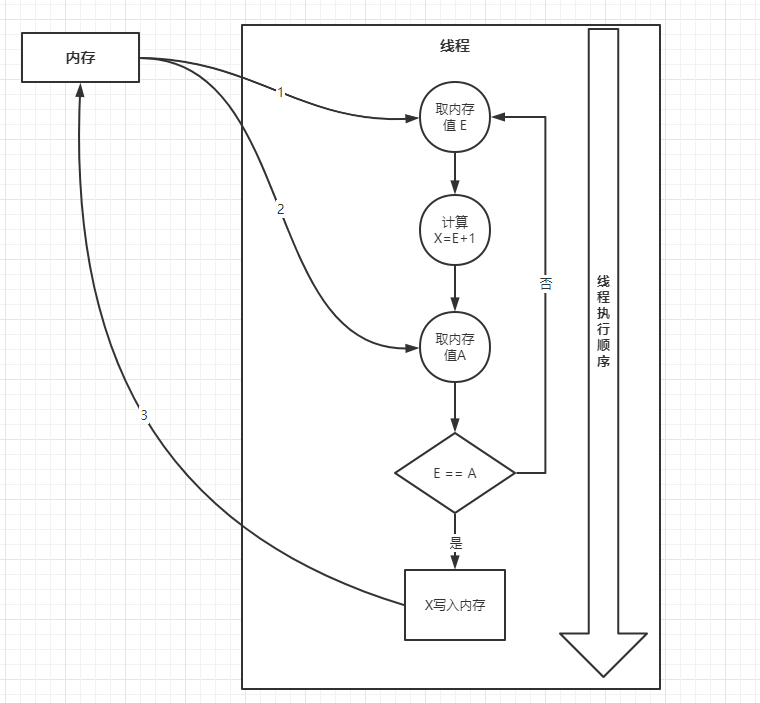 内存
线程
1
取内存
值 E
2
计算
X=E+1
否
线
程
执
行
顺
序
取内存
值A
3
E == A
是
X写入内存